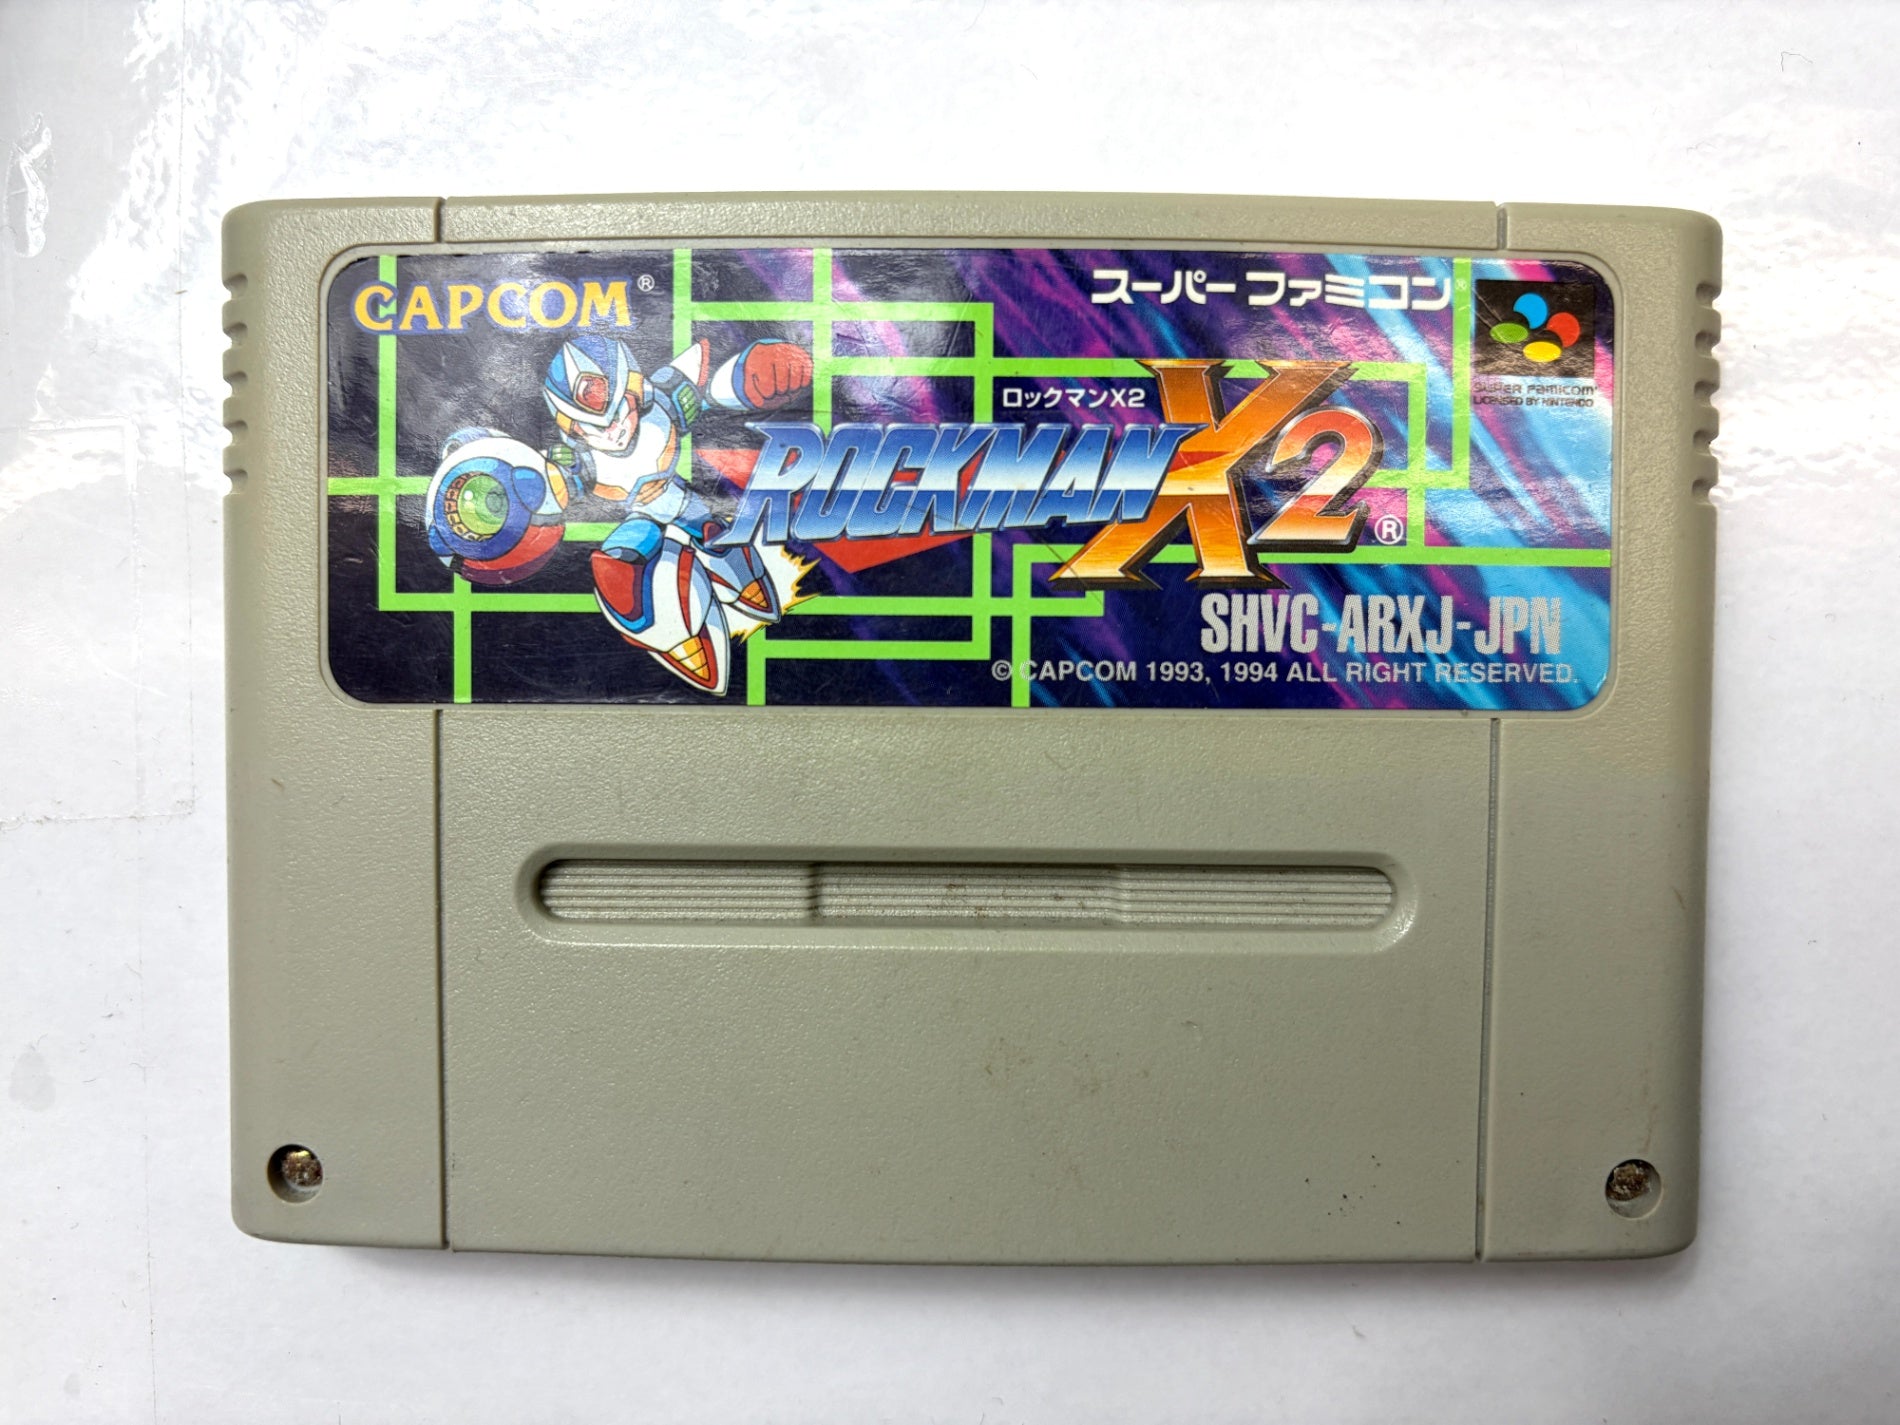 CAPCOM®
スーパーファミコン®
SUPER FAMICOM
LICENSED BY NINTENDO
ロックマンX2
ROCKMAN X2®
SHVC-ARXJ-JPN
© CAPCOM 1993, 1994 ALL RIGHT RESERVED.